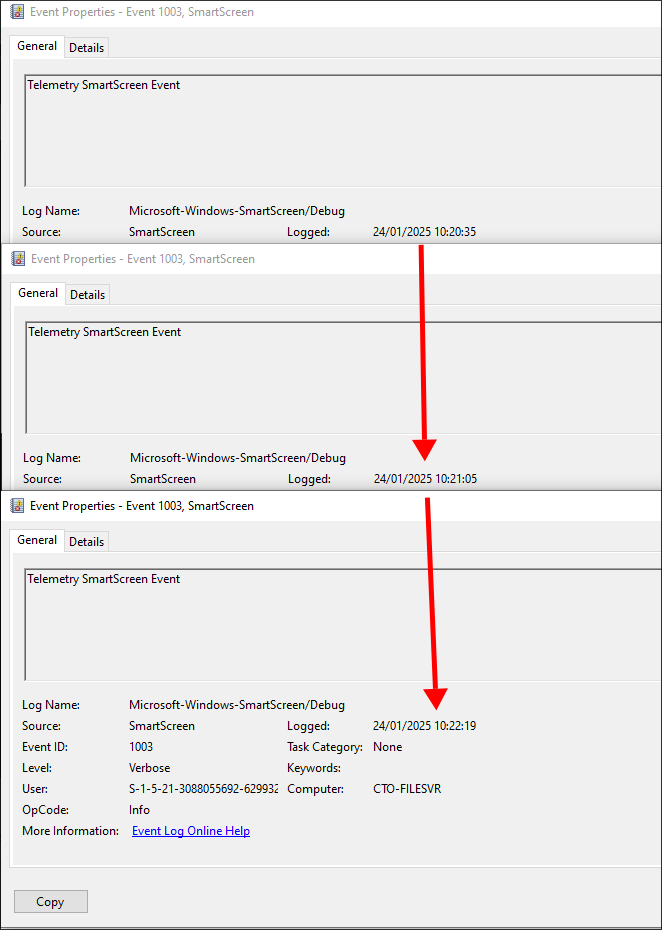 Event Properties - Event 1003, SmartScreen
General Details
Telemetry SmartScreen Event
Log Name: Microsoft-Windows-SmartScreen/Debug
Source: SmartScreen Logged: 24/01/2025 10:20:35
Event Properties - Event 1003, SmartScreen
General Details
Telemetry SmartScreen Event
Log Name: Microsoft-Windows-SmartScreen/Debug
Source: SmartScreen Logged: 24/01/2025 10:21:05
Event Properties - Event 1003, SmartScreen
General Details
Telemetry SmartScreen Event
Log Name: Microsoft-Windows-SmartScreen/Debug
Source: SmartScreen Logged: 24/01/2025 10:22:19
Event ID: 1003 Task Category: None
Level: Verbose Keywords:
User: S-1-5-21-3088055692-629932 Computer: CTO-FILESVR
OpCode: Info
More Information: Event Log Online Help
Copy